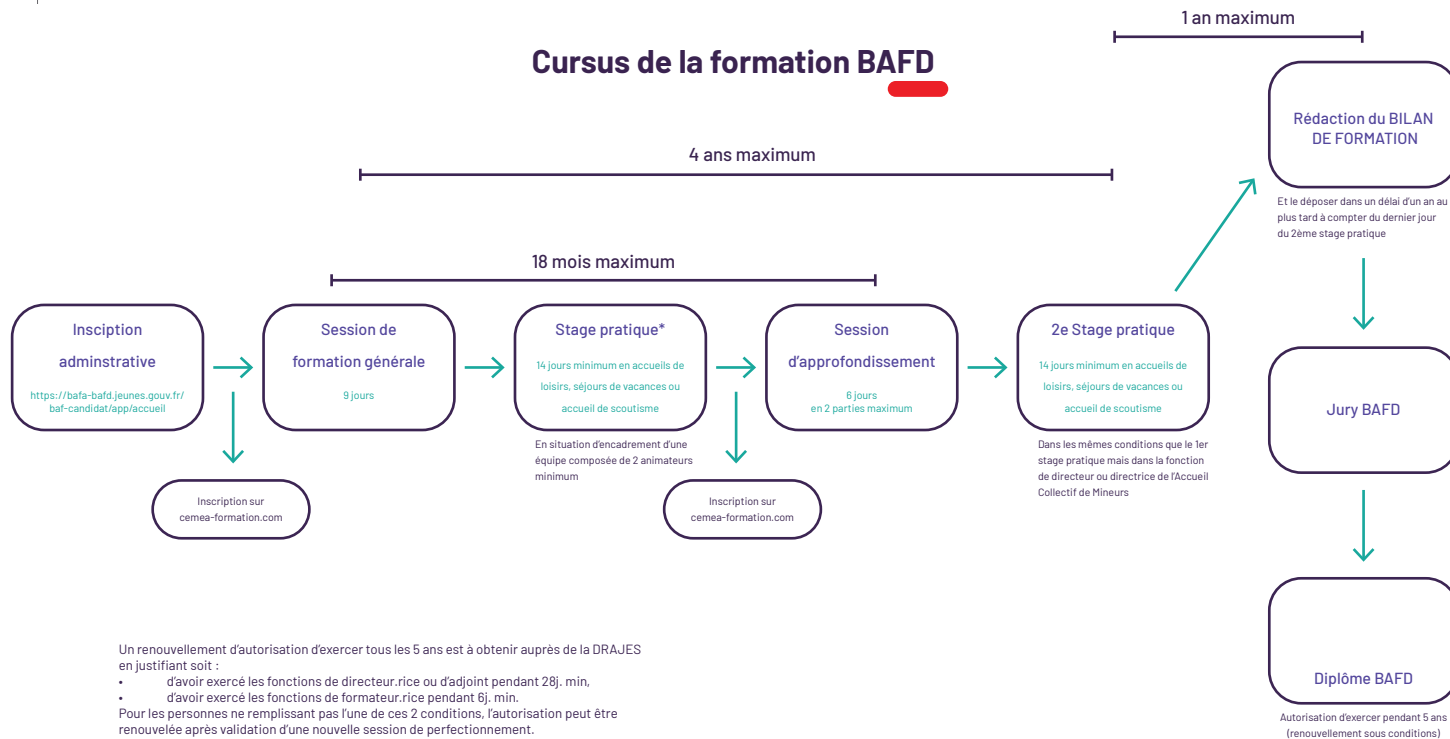 1 an maximum
Cursus de la formation BAFD
4 ans maximum
18 mois maximum
Insciption
adminstrative
https://bafa-bafd.jeunes.gouv.fr/
baf-candidat/app/accueil
Inscription sur
cemea-formation.com
Session de
formation générale
9 jours
Stage pratique*
14 jours minimum en accueils de
loisirs, séjours de vacances ou
accueil de scoutisme
En situation d'encadrement d'une
équipe composée de 2 animateurs
minimum
Inscription sur
cemea-formation.com
Session
d'approfondissement
6 jours
en 2 parties maximum
2e Stage pratique
14 jours minimum en accueils de
loisirs, séjours de vacances ou
accueil de scoutisme
Dans les mêmes conditions que le 1er
stage pratique mais dans la fonction
de directeur ou directrice de l'Accueil
Collectif de Mineurs
Rédaction du BILAN
DE FORMATION
Et le déposer dans un délai d'un an au
plus tard à compter du dernier jour
du 2ème stage pratique
Jury BAFD
Diplôme BAFD
Autorisation d'exercer pendant 5 ans
(renouvellement sous conditions)
Un renouvellement d'autorisation d'exercer tous les 5 ans est à obtenir auprès de la DRAJES
en justifiant soit :
• d'avoir exercé les fonctions de directeur.rice ou d'adjoint pendant 28j. min,
• d'avoir exercé les fonctions de formateur.rice pendant 6j. min.
Pour les personnes ne remplissant pas l'une de ces 2 conditions, l'autorisation peut être
renouvelée après validation d'une nouvelle session de perfectionnement.